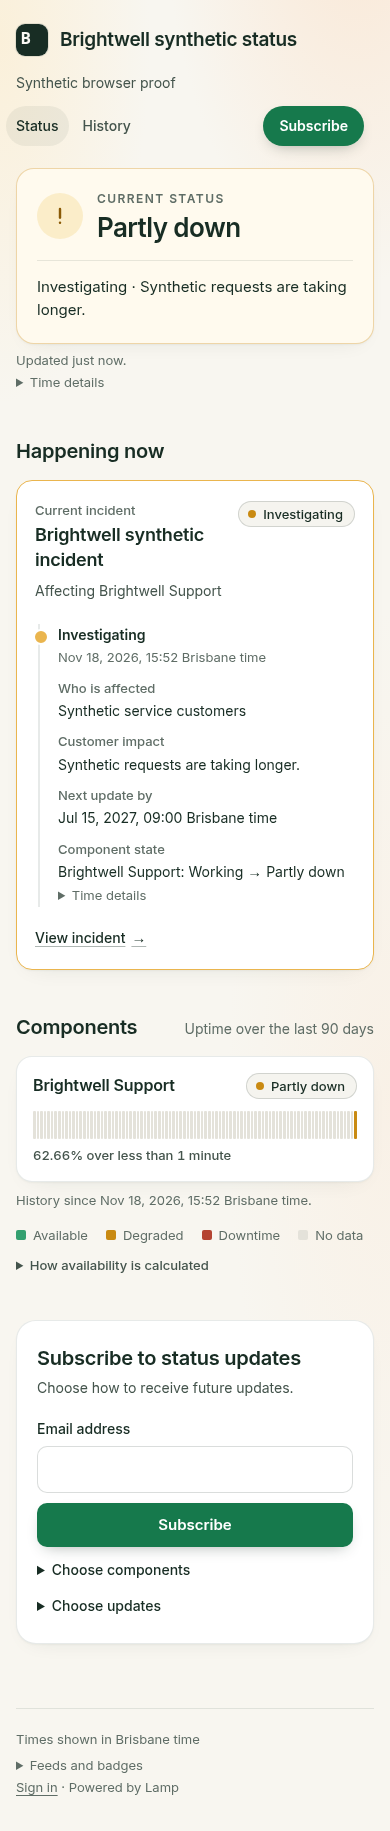 B Brightwell synthetic status
Synthetic browser proof
Status History Subscribe
! CURRENT STATUS
Partly down
Investigating · Synthetic requests are taking
longer.
Updated just now.
▶ Time details
Happening now
Current incident
Investigating
Brightwell synthetic
incident
Affecting Brightwell Support
Investigating
Nov 18, 2026, 15:52 Brisbane time
Who is affected
Synthetic service customers
Customer impact
Synthetic requests are taking longer.
Next update by
Jul 15, 2027, 09:00 Brisbane time
Component state
Brightwell Support: Working → Partly down
▶ Time details
View incident →
Components Uptime over the last 90 days
Brightwell Support Partly down
62.66% over less than 1 minute
History since Nov 18, 2026, 15:52 Brisbane time.
Available Degraded Downtime No data
▶ How availability is calculated
Subscribe to status updates
Choose how to receive future updates.
Email address
Subscribe
▶ Choose components
▶ Choose updates
Times shown in Brisbane time
▶ Feeds and badges
Sign in · Powered by Lamp